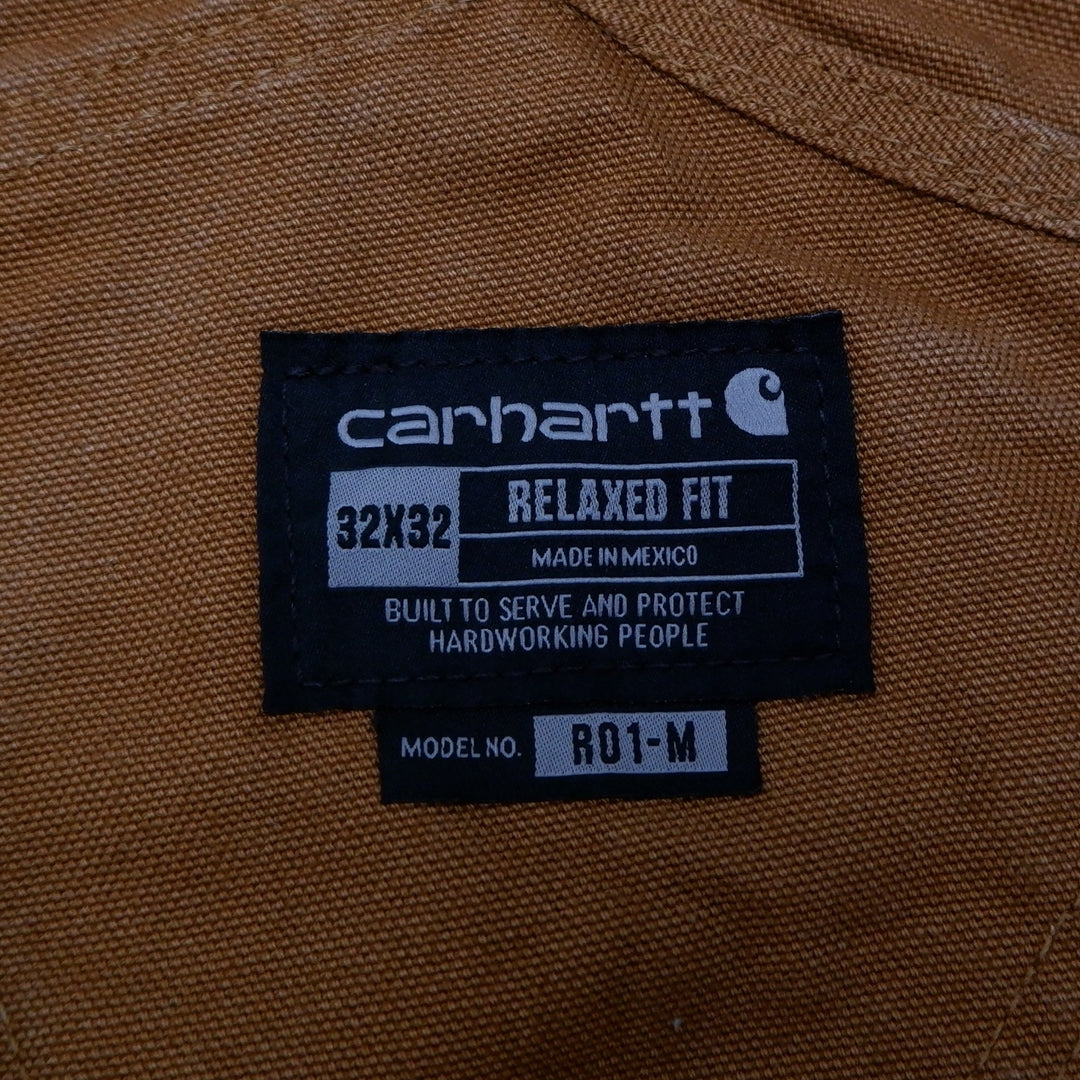 carhartt
32X32
RELAXED FIT
MADE IN MEXICO
BUILT TO SERVE AND PROTECT
HARDWORKING PEOPLE
MODEL NO. R01-M